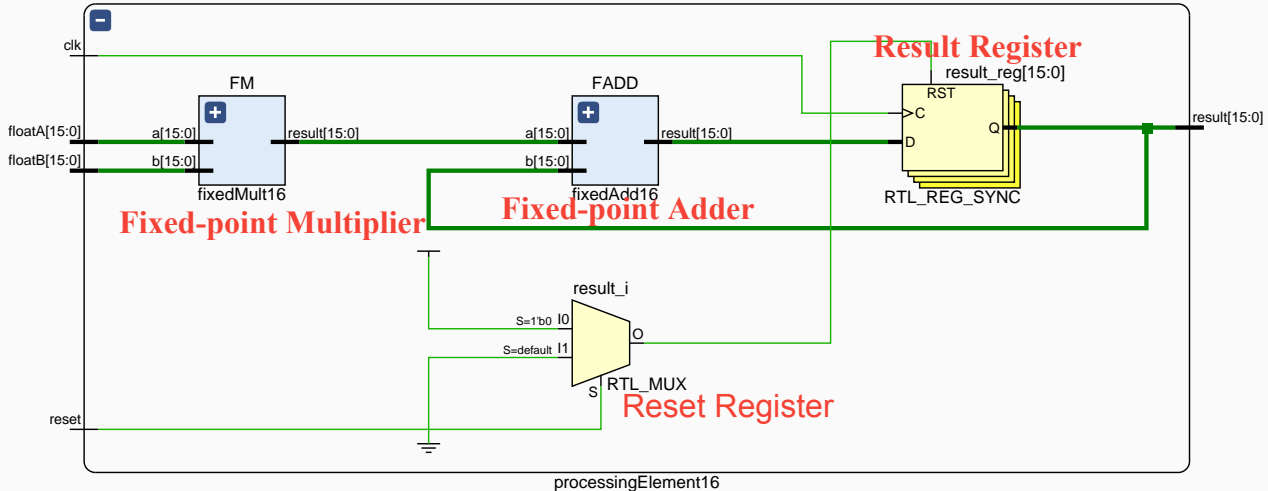 clk
FM
FADD
Result Register
result_reg[15:0]
RST
floatA[15:0]
a[15:0]
result[15:0]
a[15:0]
result[15:0]
C
D
Q
result[15:0]
floatB[15:0]
b[15:0]
b[15:0]
fixedMult16
fixedAdd16
RTL_REG_SYNC
Fixed-point Multiplier
Fixed-point Adder
result_i
S=1'b0
I0
S=default
I1
O
S
RTL_MUX
Reset Register
reset
processingElement16